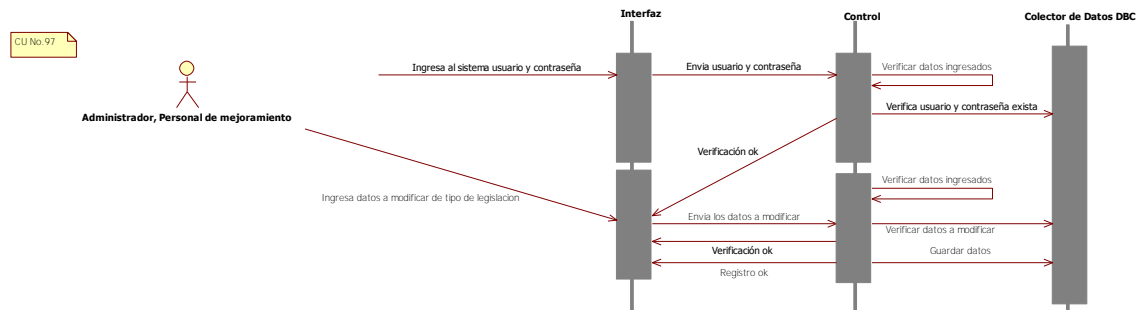 Interfaz
Control
Colector de Datos DBC
CU No.97
Ingresa al sistema usuario y contraseña
Envia usuario y contraseña
Verificar datos ingresados
Verifica usuario y contraseña exista
Administrador, Personal de mejoramiento
Verificación ok
Verificar datos ingresados
Ingresa datos a modificar de tipo de legislacion
Envia los datos a modificar
Verificar datos a modificar
Verificación ok
Guardar datos
Registro ok